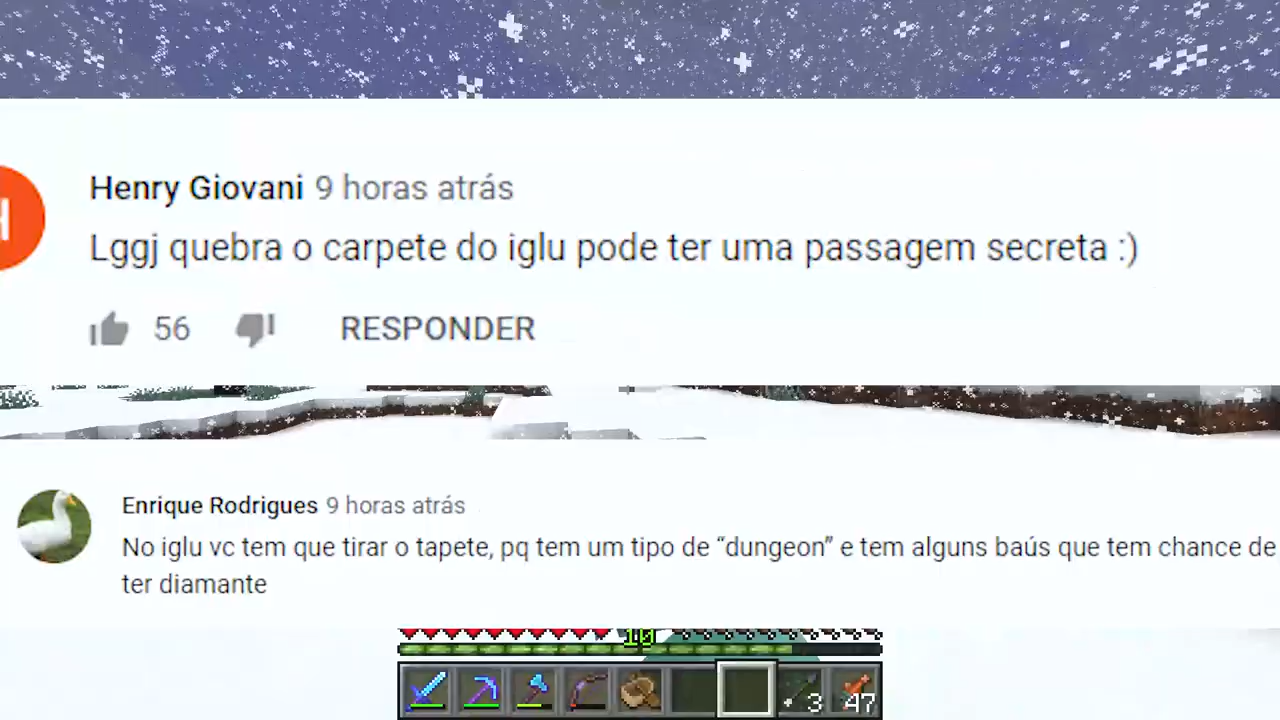 Henry Giovani 9 horas atrás
Lggj quebra o carpete do iglu pode ter uma passagem secreta :)
56 RESPONDER
Enrique Rodrigues 9 horas atrás
No iglu vc tem que tirar o tapete, pq tem um tipo de “dungeon” e tem alguns baús que tem chance de
ter diamante
10
3 47